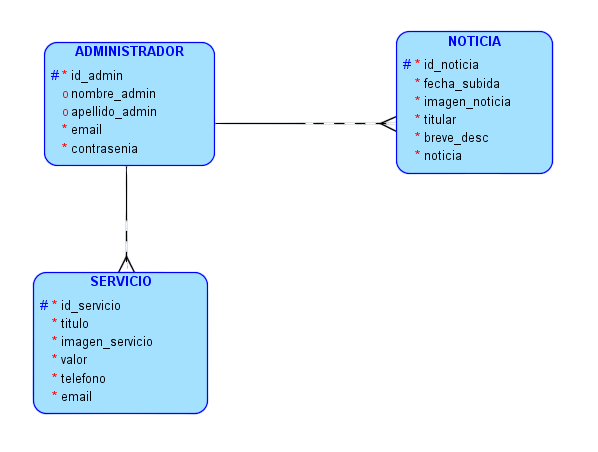 ADMINISTRADOR
# * id_admin
o nombre_admin
o apellido_admin
* email
* contrasenia
NOTICIA
# * id_noticia
* fecha_subida
* imagen_noticia
* titular
* breve_desc
* noticia
SERVICIO
# * id_servicio
* titulo
* imagen_servicio
* valor
* telefono
* email